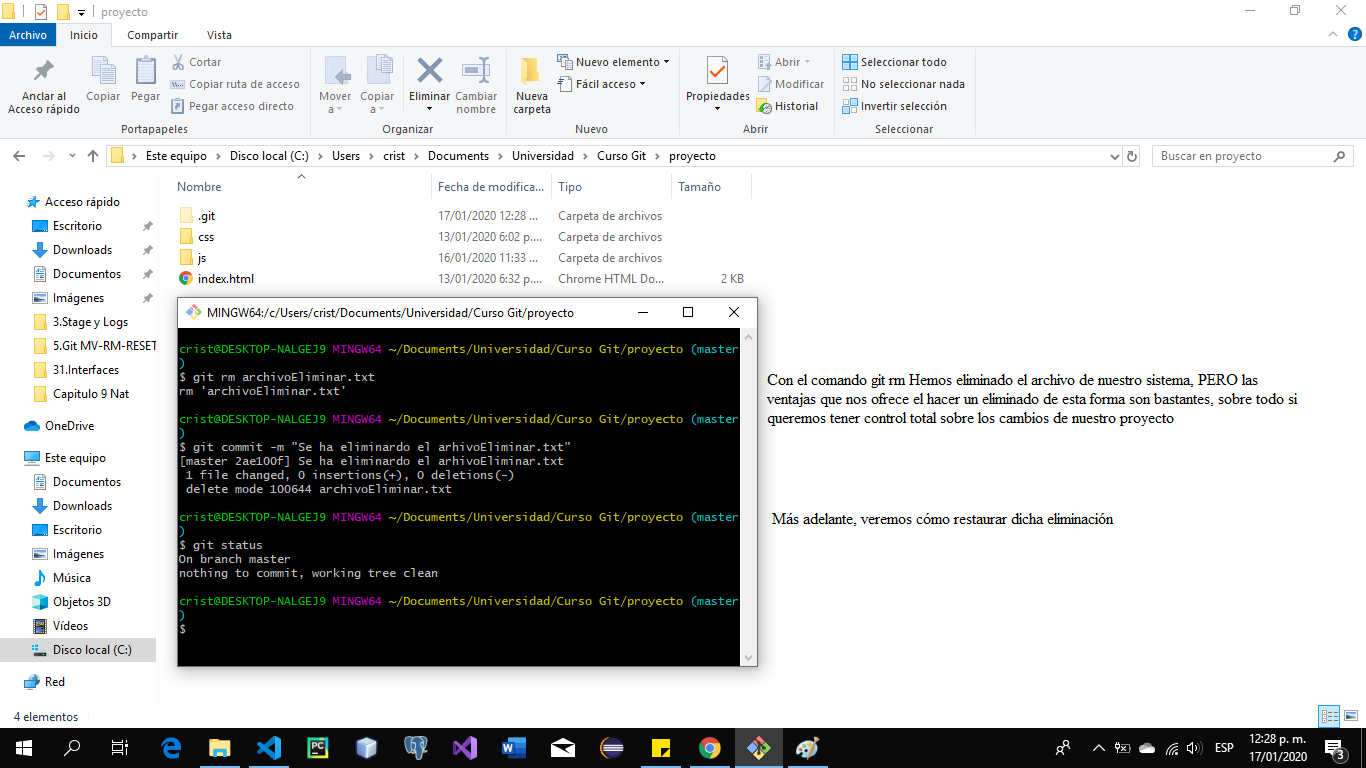 proyecto
Archivo Inicio Compartir Vista
Anclar al Acceso rápido
Copiar
Pegar
Cortar
Copiar ruta de acceso
Pegar acceso directo
Portapapeles
Mover a
Copiar a
Eliminar
Cambiar nombre
Organizar
Nueva carpeta
Nuevo elemento
Fácil acceso
Nuevo
Propiedades
Abrir
Modificar
Historial
Abrir
Seleccionar todo
No seleccionar nada
Invertir selección
Seleccionar
Este equipo > Disco local (C:) > Users > crist > Documents > Universidad > Curso Git > proyecto
Buscar en proyecto
Acceso rápido
Escritorio
Downloads
Documentos
Imágenes
3.Stage y Logs
5.Git MV-RM-RESET
31.Interfaces
Capitulo 9 Nat
OneDrive
Este equipo
Documentos
Downloads
Escritorio
Imágenes
Música
Objetos 3D
Vídeos
Disco local (C:)
Red
Nombre Fecha de modifica... Tipo Tamaño
.git 17/01/2020 12:28 ... Carpeta de archivos
css 13/01/2020 6:02 p.... Carpeta de archivos
js 16/01/2020 11:33 ... Carpeta de archivos
index.html 13/01/2020 6:32 p.... Chrome HTML Do... 2 KB
MINGW64:/c/Users/crist/Documents/Universidad/Curso Git/proyecto
crist@DESKTOP-NALGEJ9 MINGW64 ~/Documents/Universidad/Curso Git/proyecto (master
)
$ git rm archivoEliminar.txt
rm 'archivoEliminar.txt'
crist@DESKTOP-NALGEJ9 MINGW64 ~/Documents/Universidad/Curso Git/proyecto (master
)
$ git commit -m "Se ha eliminardo el arhivoEliminar.txt"
[master 2ae100f] Se ha eliminardo el arhivoEliminar.txt
1 file changed, 0 insertions(+), 0 deletions(-)
delete mode 100644 archivoEliminar.txt
crist@DESKTOP-NALGEJ9 MINGW64 ~/Documents/Universidad/Curso Git/proyecto (master
)
$ git status
On branch master
nothing to commit, working tree clean
crist@DESKTOP-NALGEJ9 MINGW64 ~/Documents/Universidad/Curso Git/proyecto (master
)
$
Con el comando git rm Hemos eliminado el archivo de nuestro sistema, PERO las
ventajas que nos ofrece el hacer un eliminado de esta forma son bastantes, sobre todo si
queremos tener control total sobre los cambios de nuestro proyecto
Más adelante, veremos cómo restaurar dicha eliminación
4 elementos
PC
ESP
12:28 p. m.
17/01/2020
3